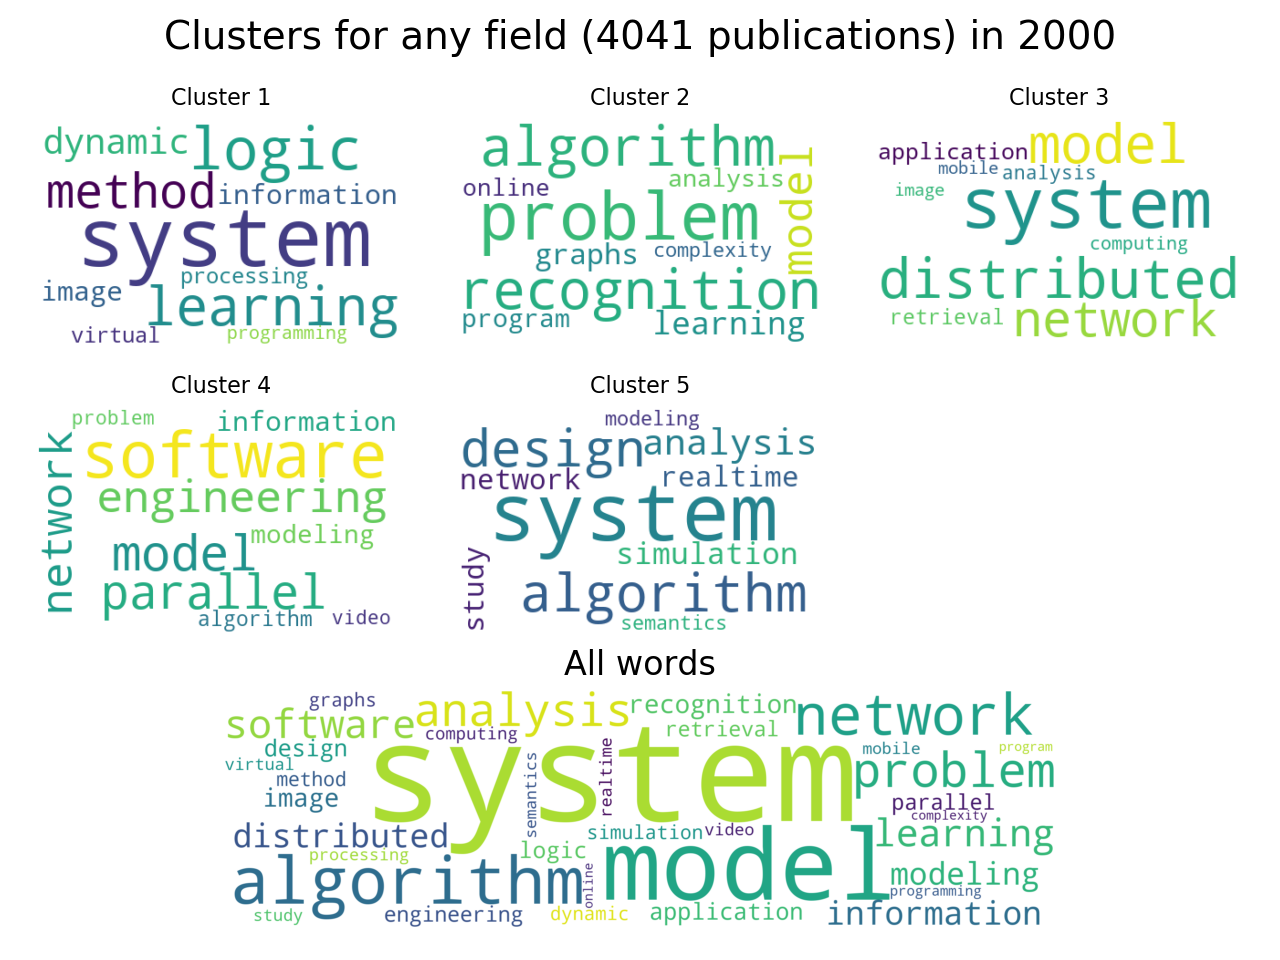 Clusters for any field (4041 publications) in 2000
Cluster 1
dynamic logic
method information
system
processing
image learning
virtual programming
Cluster 2
algorithm
online analysis model
problem
graphs complexity
recognition
program learning
Cluster 3
application model
mobile analysis
image system
computing
distributed
retrieval network
Cluster 4
problem information
network software
engineering
model modeling
parallel
algorithm video
Cluster 5
modeling
design analysis
network realtime
system
study simulation
algorithm
semantics
All words
graphs analysis recognition network
software computing retrieval
design system semantics realtime mobile program
virtual problem
method
image parallel
complexity
distributed simulation video learning
processing logic model
algorithm online modeling
programming
study engineering dynamic application information